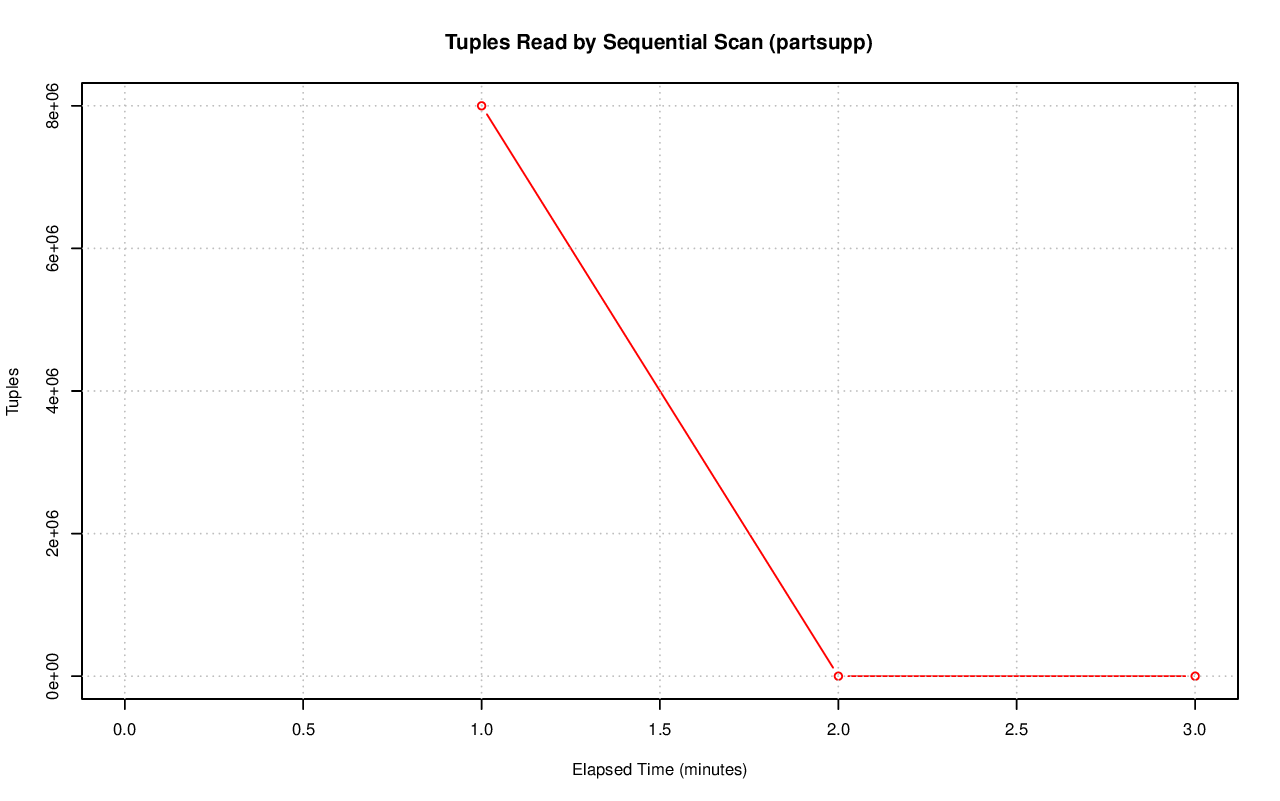 Tuples Read by Sequential Scan (partsupp)
8e+06
6e+06
4e+06
2e+06
0e+00
Tuples
0.0 0.5 1.0 1.5 2.0 2.5 3.0
Elapsed Time (minutes)